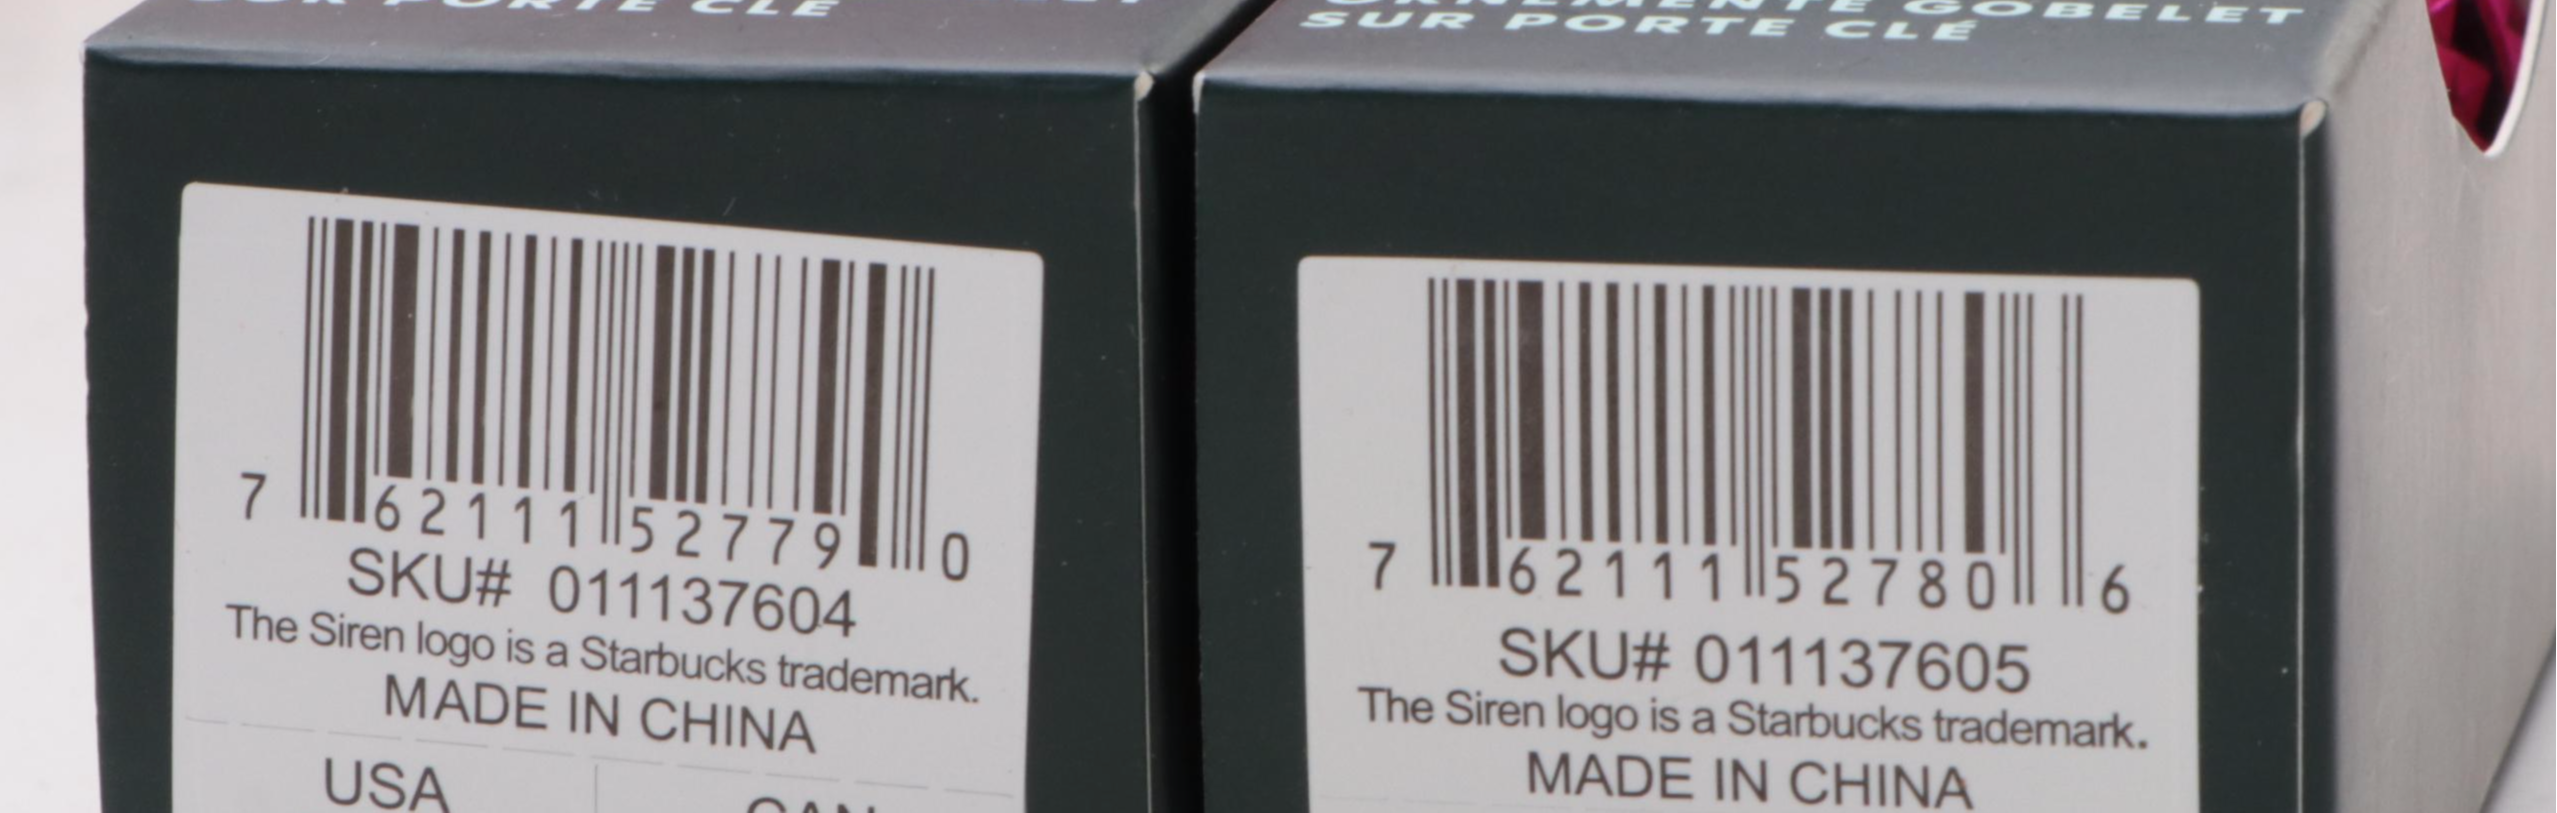 SUR PORTE CLÉ
7 62111 52779 0
SKU# 011137604
The Siren logo is a Starbucks trademark.
MADE IN CHINA
USA
CAN
ORNEMENTE GOBELET
SUR PORTE CLÉ
7 62111 52780 6
SKU# 011137605
The Siren logo is a Starbucks trademark.
MADE IN CHINA